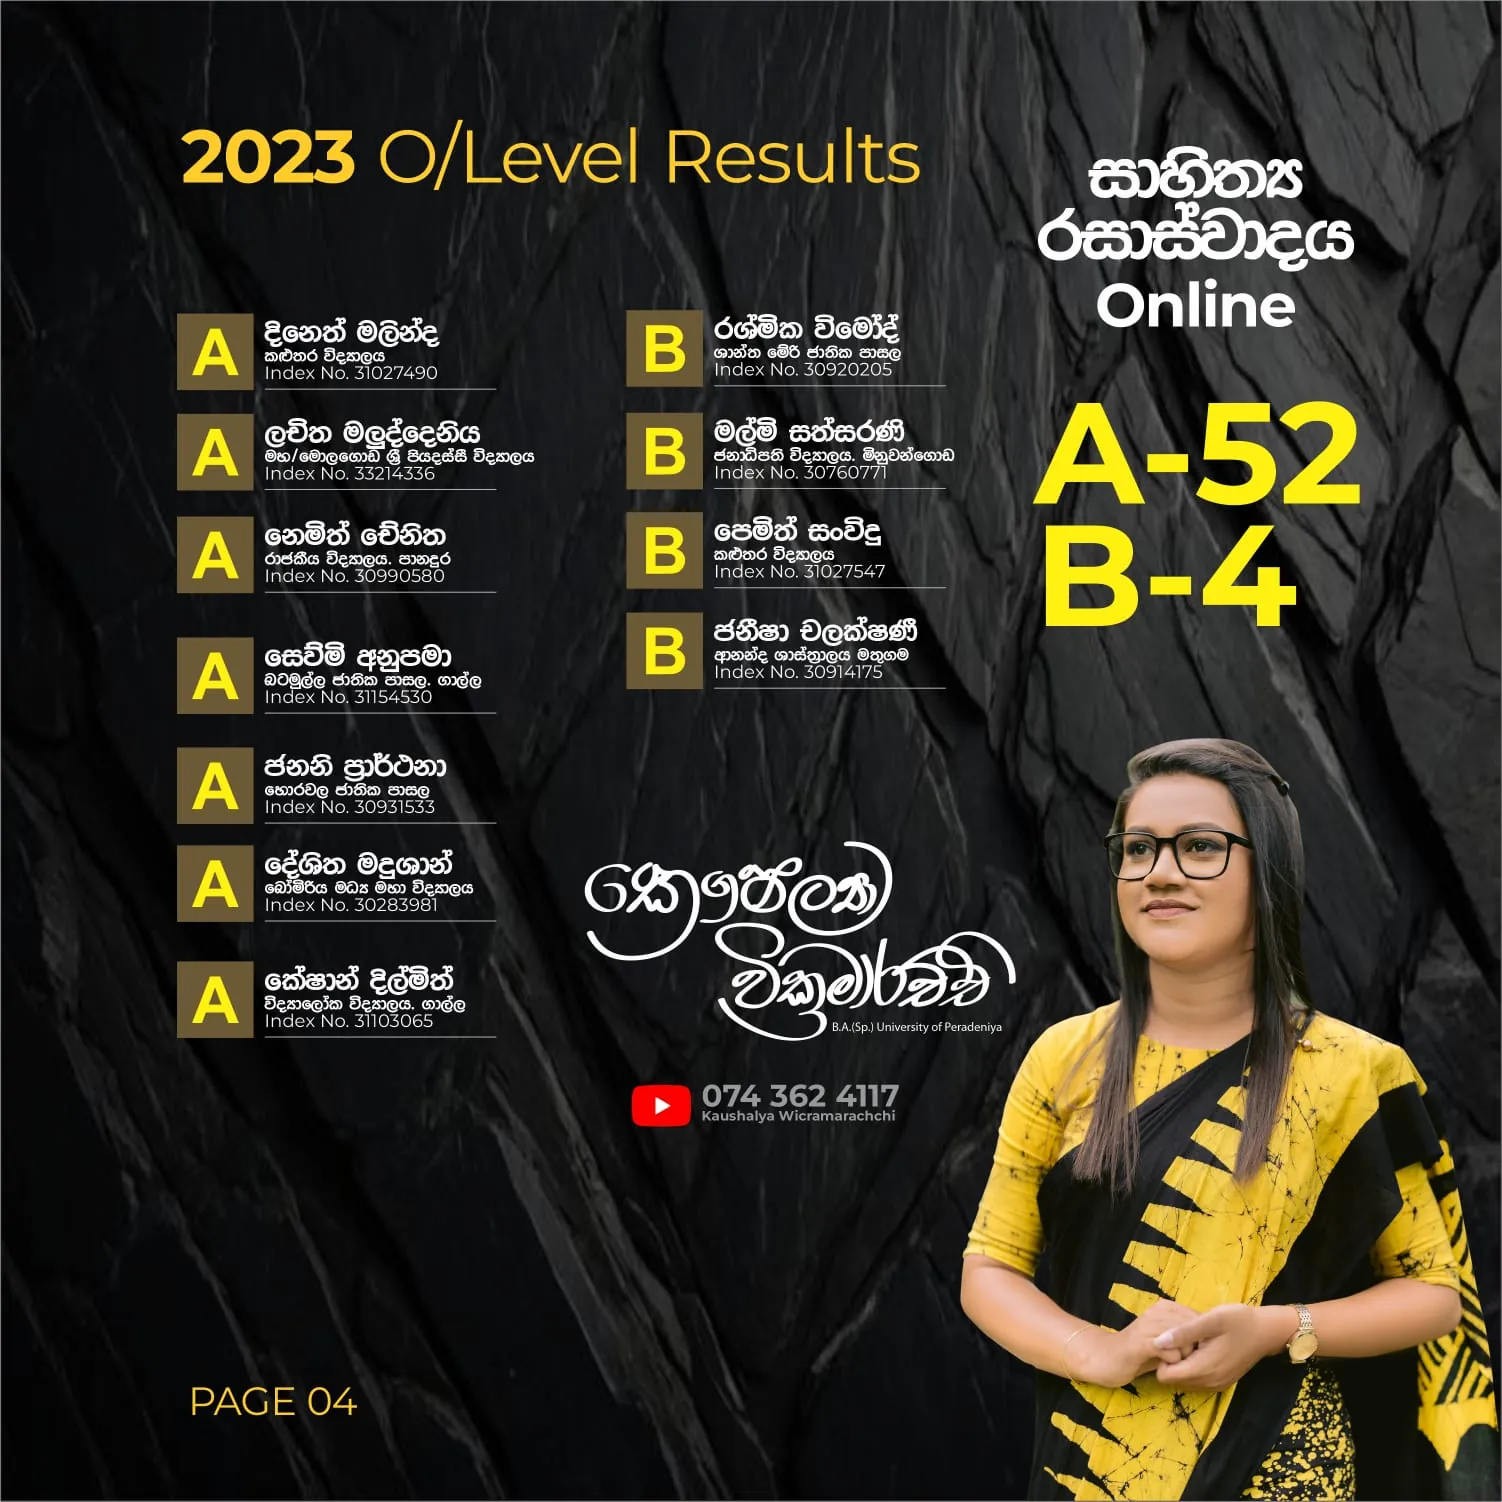 2023 O/Level Results
A
දිනෙත් මලින්ද
කළුතර විද්‍යාලය
Index No. 31027490
A
ලචිත මලුද්දෙනිය
මහ/මොලගොඩ ශ්‍රී පියදස්සී විද්‍යාලය
Index No. 33214336
A
නෙමිත් චේනිත
රාජකීය විද්‍යාලය. පානදුර
Index No. 30990580
A
සෙව්මි අනුපමා
බටමුල්ල ජාතික පාසල. ගාල්ල
Index No. 31154530
A
ජනනි ප්‍රාර්ථනා
හොරවල ජාතික පාසල
Index No. 30931533
A
දේශිත මදුශාන්
බෝම්රිය මධ්‍ය මහා විද්‍යාලය
Index No. 30283981
A
කේෂාන් දිල්මිත්
විද්‍යාලෝක විද්‍යාලය. ගාල්ල
Index No. 31103065
B
රශ්මික විමෝද්
ශාන්ත මේරි ජාතික පාසල
Index No. 30920205
B
මල්මි සත්සරණි
ජනාධිපති විද්‍යාලය. මිනුවන්ගොඩ
Index No. 30760771
B
පෙමිත් සංවිදු
කළුතර විද්‍යාලය
Index No. 31027547
B
ජනීෂා චලක්ෂණී
ආනන්ද ශාස්ත්‍රාලය මතුගම
Index No. 30914175
සාහිත්‍ය
රසාස්වාදය
Online
A-52
B-4
කෞෂල්‍යා
වික්‍රමාරච්චි
B.A.(Sp.) University of Peradeniya
074 362 4117
Kaushalya Wicramarachchi
PAGE 04